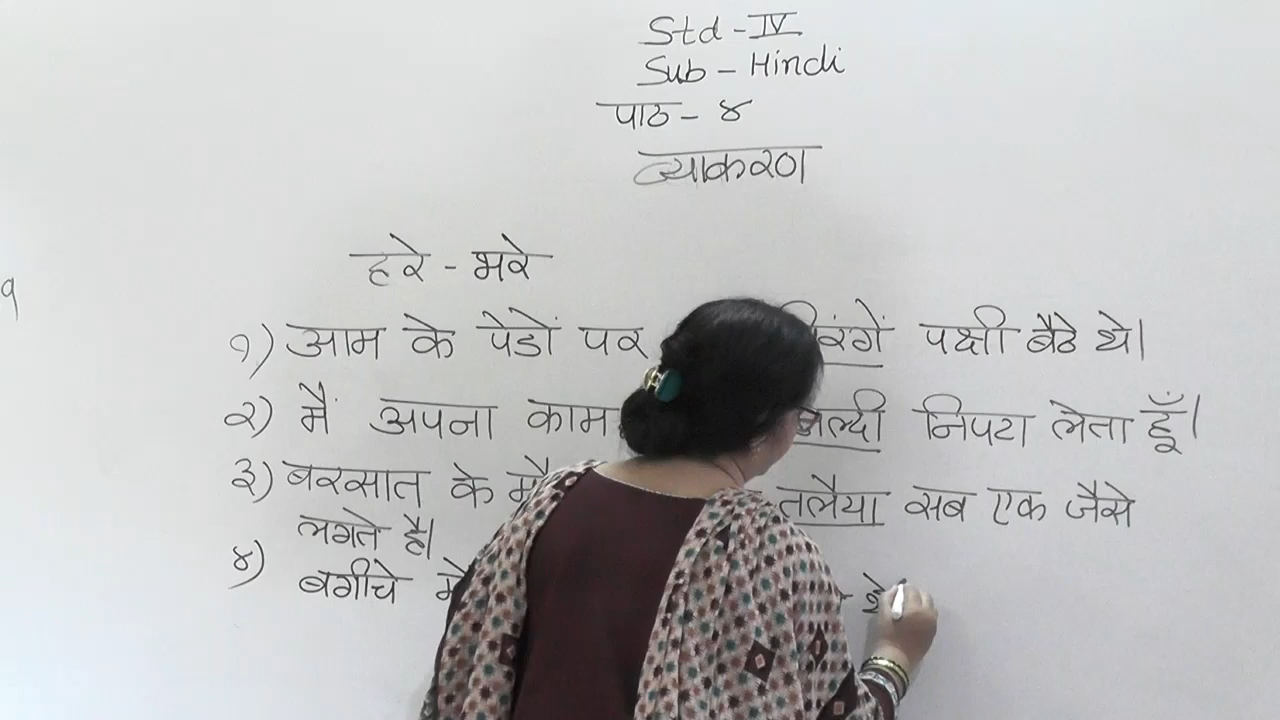 Std - IV
Sub - Hindi
पाठ - ४
व्याकरण
हरे - भरे
१) आम के पेडों पर पक्षी बैठे थे।
२) मैं अपना काम जल्दी निपटा लेता हूँ।
३) बरसात के तलैया सब एक जैसे
लगते है।
४) बगीचे